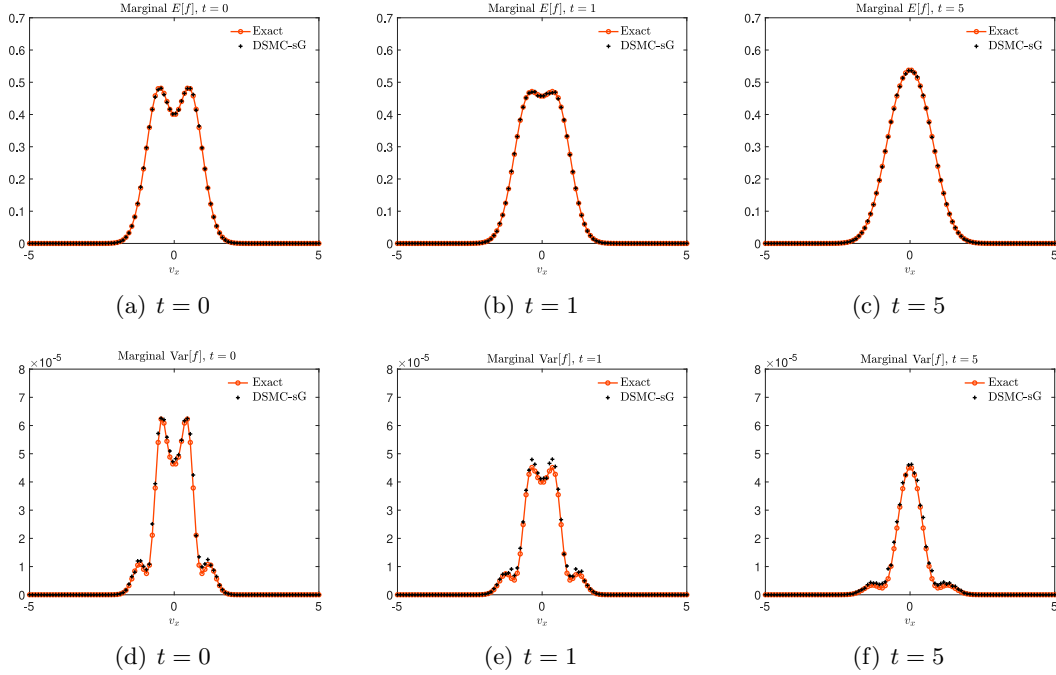 Marginal E[f], t = 0
0.7
0.6
0.5
0.4
0.3
0.2
0.1
0
-5
0
5
v_x
Exact
DSMC-sG
(a) t = 0
Marginal E[f], t = 1
0.7
0.6
0.5
0.4
0.3
0.2
0.1
0
-5
0
5
v_x
Exact
DSMC-sG
(b) t = 1
Marginal E[f], t = 5
0.7
0.6
0.5
0.4
0.3
0.2
0.1
0
-5
0
5
v_x
Exact
DSMC-sG
(c) t = 5
Marginal Var[f], t = 0
×10⁻⁵
8
7
6
5
4
3
2
1
0
-5
0
5
v_x
Exact
DSMC-sG
(d) t = 0
Marginal Var[f], t =1
×10⁻⁵
8
7
6
5
4
3
2
1
0
-5
0
5
v_x
Exact
DSMC-sG
(e) t = 1
Marginal Var[f], t = 5
×10⁻⁵
8
7
6
5
4
3
2
1
0
-5
0
5
v_x
Exact
DSMC-sG
(f) t = 5